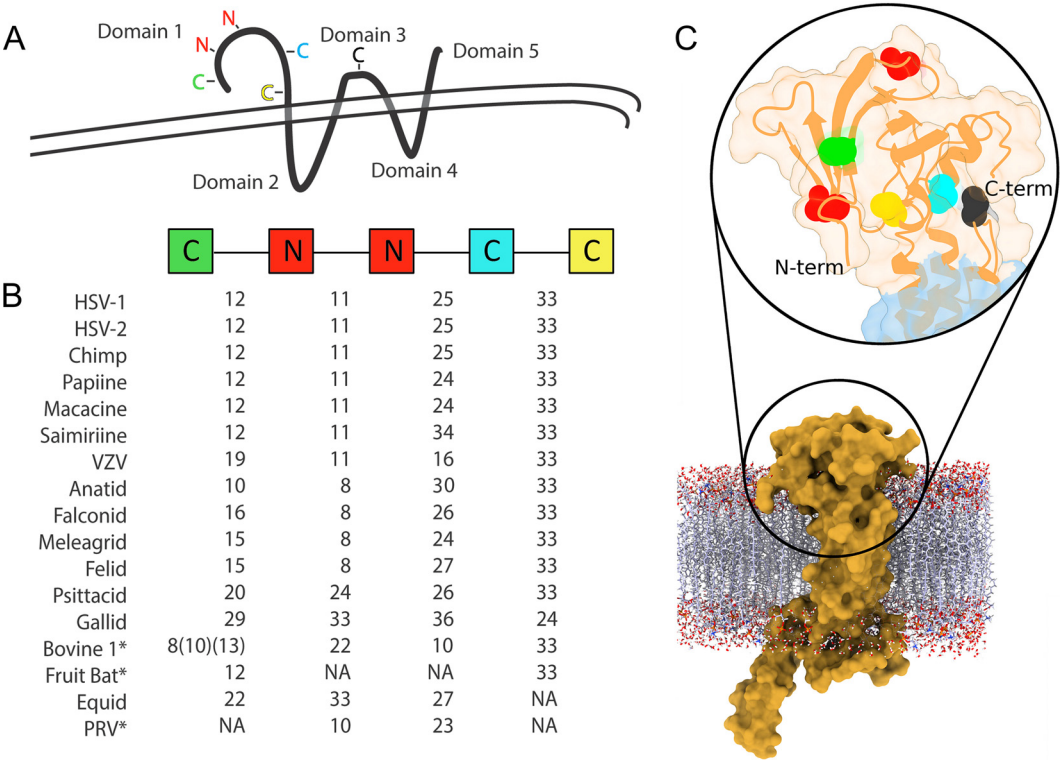 A
Domain 1
N
N
C
C
C
C
Domain 3
Domain 5
Domain 2
Domain 4
C N N C C
B
HSV-1 12 11 25 33
HSV-2 12 11 25 33
Chimp 12 11 25 33
Papiine 12 11 24 33
Macacine 12 11 24 33
Saimiriine 12 11 34 33
VZV 19 11 16 33
Anatid 10 8 30 33
Falconid 16 8 26 33
Meleagrid 15 8 24 33
Felid 15 8 27 33
Psittacid 20 24 26 33
Gallid 29 33 36 24
Bovine 1* 8(10)(13) 22 10 33
Fruit Bat* 12 NA NA 33
Equid 22 33 27 NA
PRV* NA 10 23 NA
C
C-term
N-term